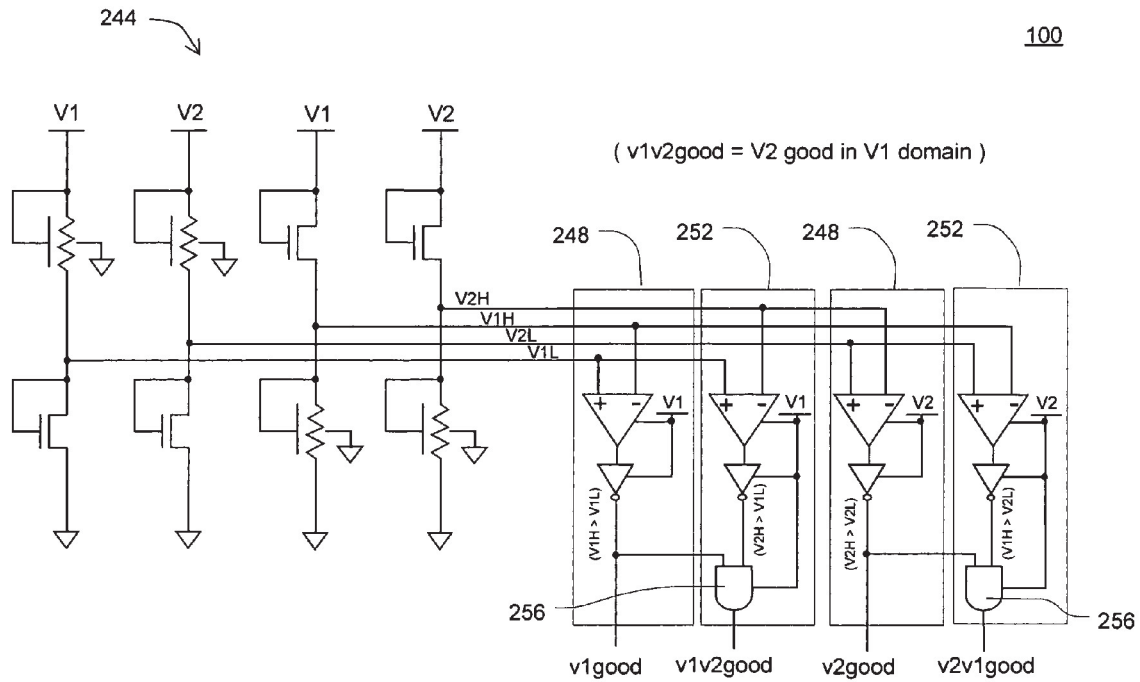 244
100
V1
V2
V1
V2
( v1v2good = V2 good in V1 domain )
248
252
248
252
V2H
V1H
V2L
V1L
+ -
V1
+ -
V1
+ -
V2
+ -
V2
(V1H > V1L)
(V2H > V1L)
(V2H > V2L)
(V1H > V2L)
256
256
v1good
v1v2good
v2good
v2v1good